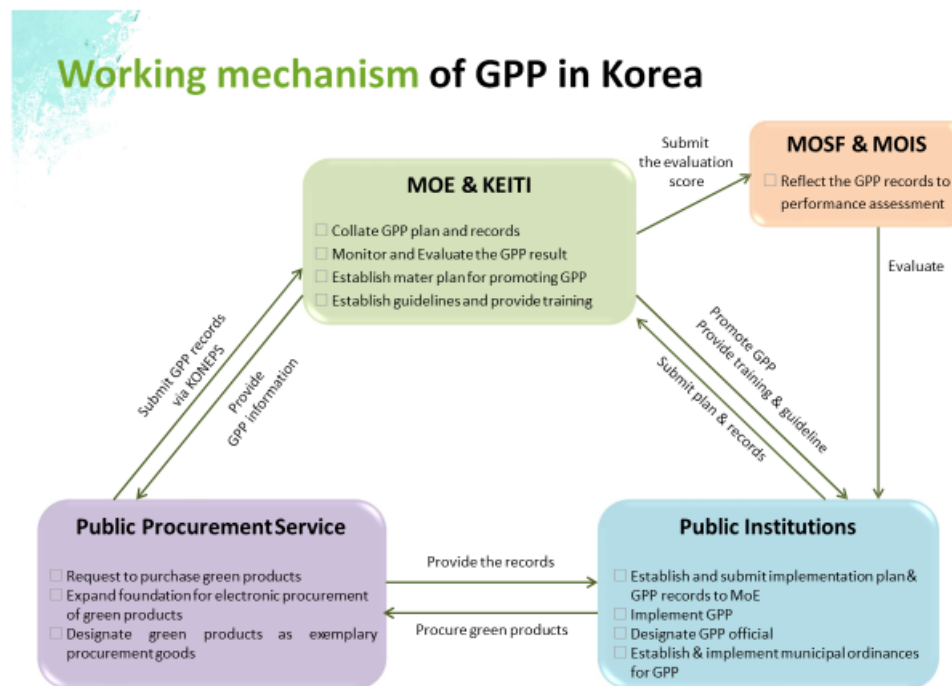 Working mechanism of GPP in Korea
MOSF & MOIS
Reflect the GPP records to
performance assessment
Submit
the evaluation
score
MOE & KEITI
Collate GPP plan and records
Monitor and Evaluate the GPP result
Establish mater plan for promoting GPP
Establish guidelines and provide training
Evaluate
Submit GPP records
via KONEPS
Provide
GPP information
Promote GPP
Provide training & guideline
Submit plan & records
Public Procurement Service
Request to purchase green products
Expand foundation for electronic procurement
of green products
Designate green products as exemplary
procurement goods
Provide the records
Procure green products
Public Institutions
Establish and submit implementation plan &
GPP records to MoE
Implement GPP
Designate GPP official
Establish & implement municipal ordinances
for GPP